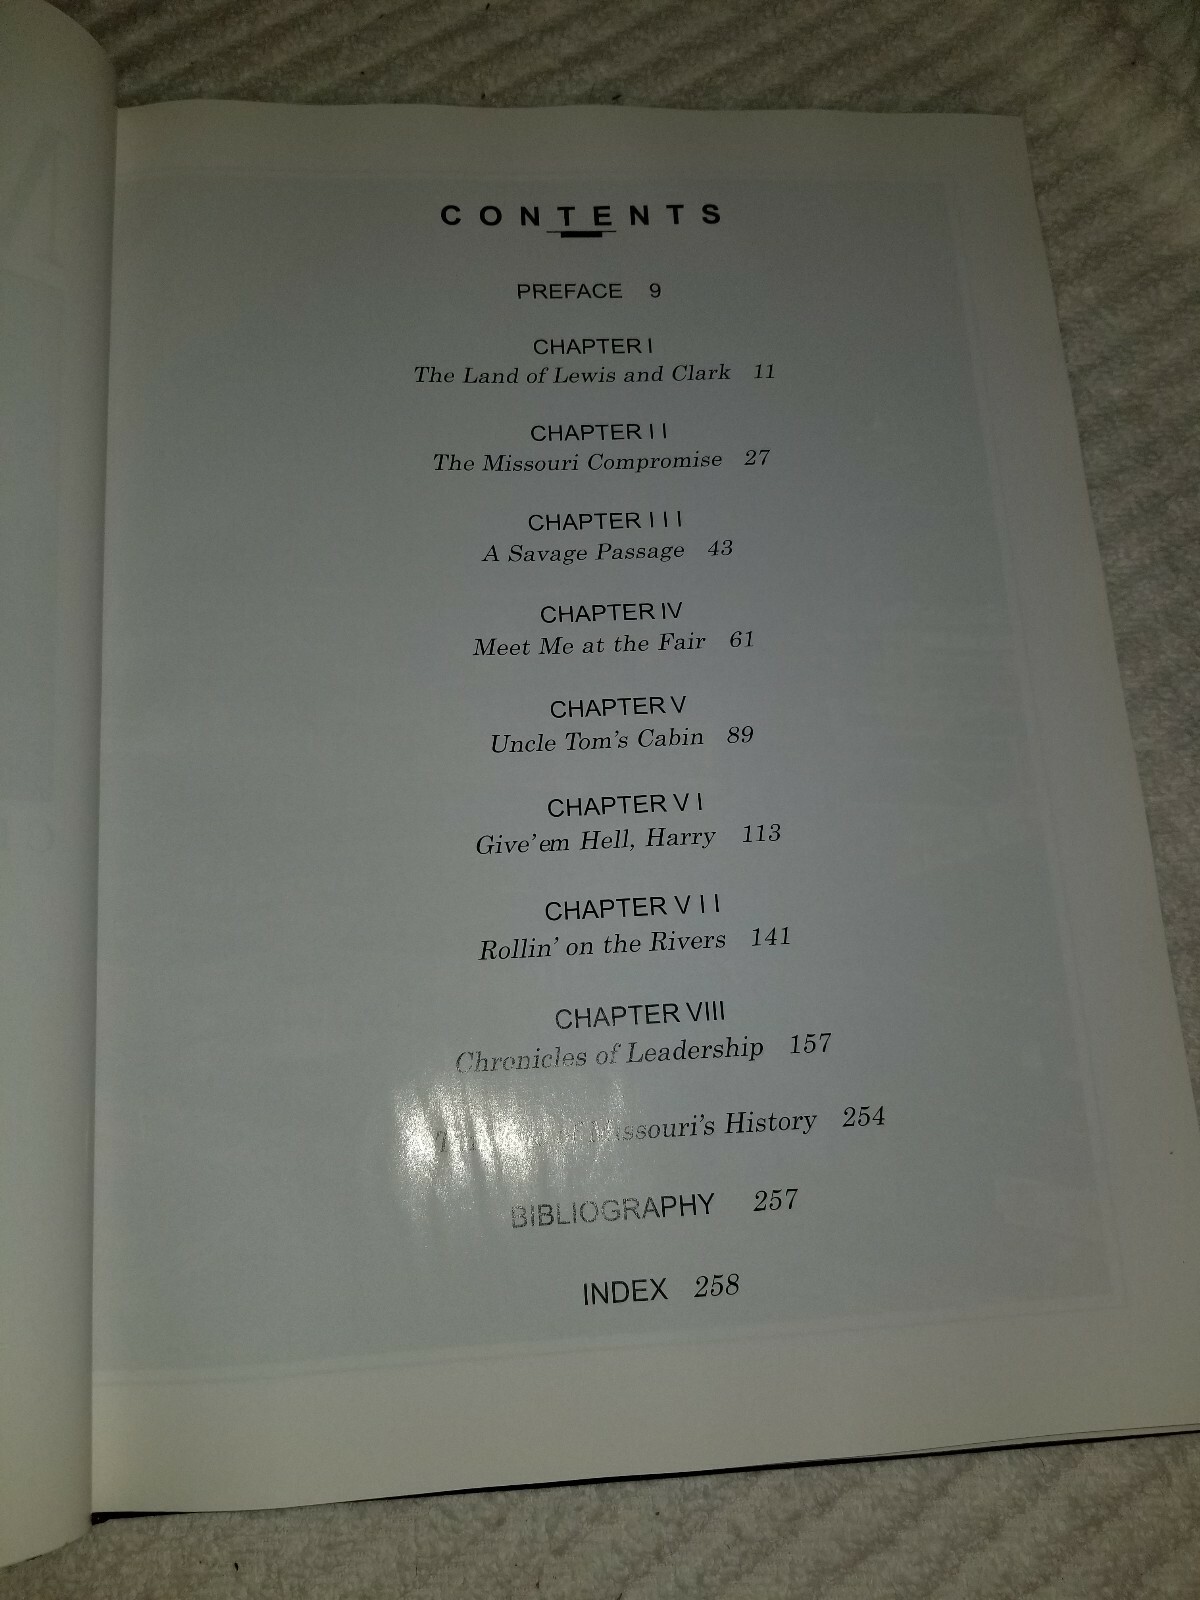 CONTENTS
PREFACE 9
CHAPTER I
The Land of Lewis and Clark 11
CHAPTER II
The Missouri Compromise 27
CHAPTER III
A Savage Passage 43
CHAPTER IV
Meet Me at the Fair 61
CHAPTER V
Uncle Tom's Cabin 89
CHAPTER VI
Give 'em Hell, Harry 113
CHAPTER VII
Rollin' on the Rivers 141
CHAPTER VIII
Chronicles of Leadership 157
of Missouri's History 254
BIBLIOGRAPHY 257
INDEX 258